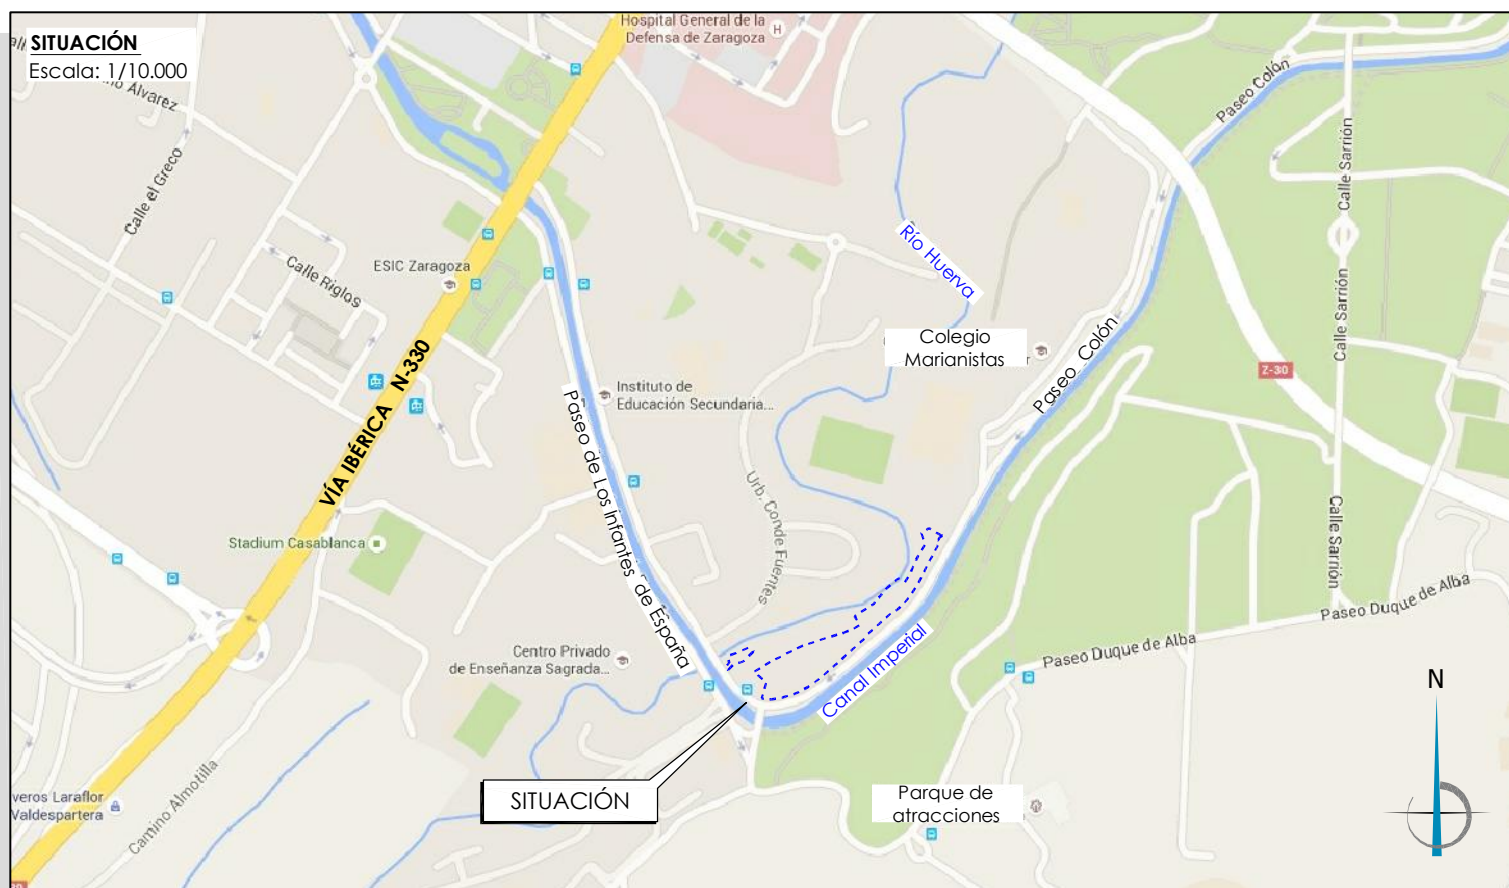 SITUACIÓN
Escala: 1/10.000
Hospital General de la
Defensa de Zaragoza
H
Alvarez
Calle el Greco
Calle Riglos
ESIC Zaragoza
VÍA IBÉRICA N-330
Paseo Colón
Calle Sarrión
Calle Sarrión
Calle Sarrión
Río Huerva
Colegio
Marianistas
Paseo Colón
Z-30
Instituto de
Educación Secundaria...
Paseo de Los Infantes de España
Urb. Conde Fuentes
Stadium Casablanca
Centro Privado
de Enseñanza Sagrada...
Canal Imperial
Paseo Duque de Alba
Paseo Duque de Alba
N
SITUACIÓN
Parque de
atracciones
veros Laraflor
Valdespartera
Camino Almotilla